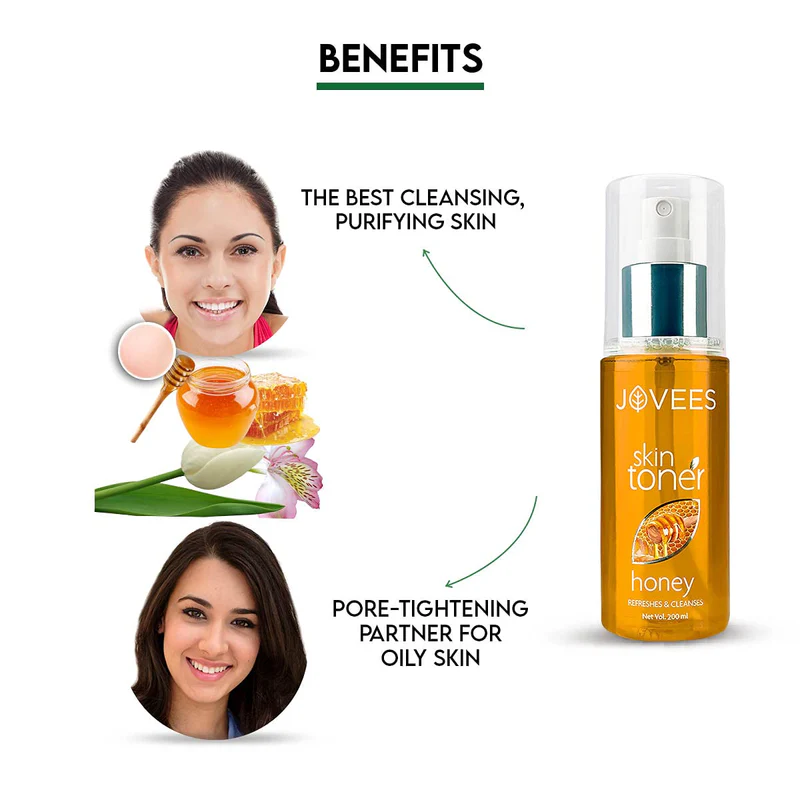 BENEFITS
THE BEST CLEANSING,
PURIFYING SKIN
JOVEES
skin
toner
honey
REFRESHES & CLEANSES
Net Vol. 200 ml
PORE-TIGHTENING
PARTNER FOR
OILY SKIN